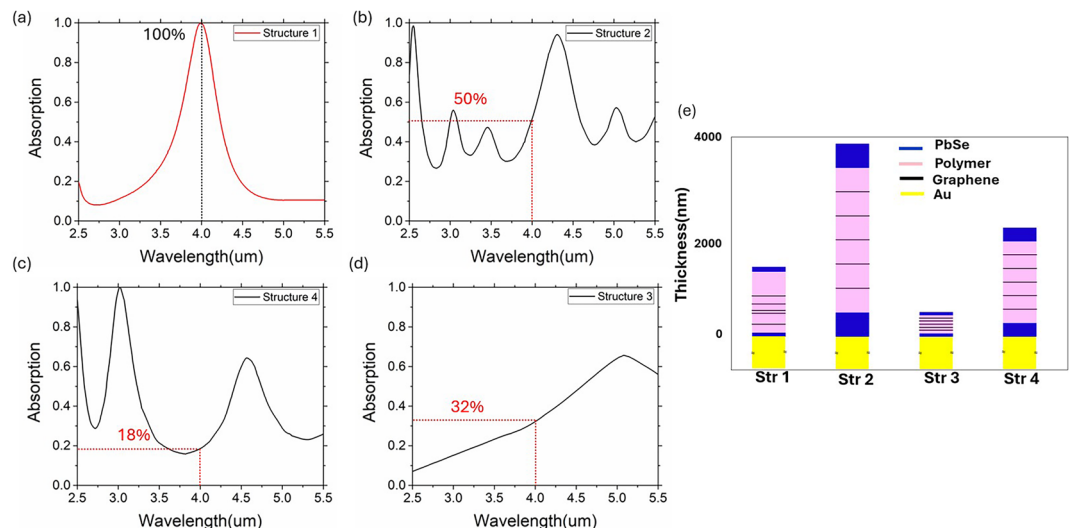 (a)
1.0
0.8
0.6
0.4
0.2
0.0
Absorption
100%
Structure 1
2.5 3.0 3.5 4.0 4.5 5.0 5.5
Wavelength(um)
(b)
1.0
0.8
0.6
0.4
0.2
0.0
Absorption
50%
Structure 2
2.5 3.0 3.5 4.0 4.5 5.0 5.5
Wavelength(um)
(c)
1.0
0.8
0.6
0.4
0.2
0.0
Absorption
18%
Structure 4
2.5 3.0 3.5 4.0 4.5 5.0 5.5
Wavelength(um)
(d)
1.0
0.8
0.6
0.4
0.2
0.0
Absorption
32%
Structure 3
2.5 3.0 3.5 4.0 4.5 5.0 5.5
Wavelength(um)
(e)
4000
2000
0
Thickness(nm)
PbSe
Polymer
Graphene
Au
Str 1 Str 2 Str 3 Str 4